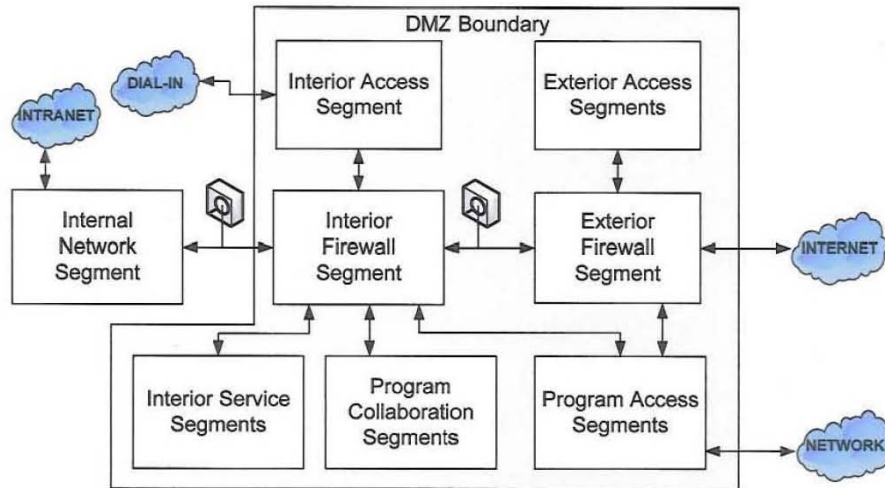 DMZ Boundary
DIAL-IN
Interior Access
Segment
Exterior Access
Segments
INTRANET
Internal
Network
Segment
Interior
Firewall
Segment
Exterior
Firewall
Segment
INTERNET
Interior Service
Segments
Program
Collaboration
Segments
Program Access
Segments
NETWORK